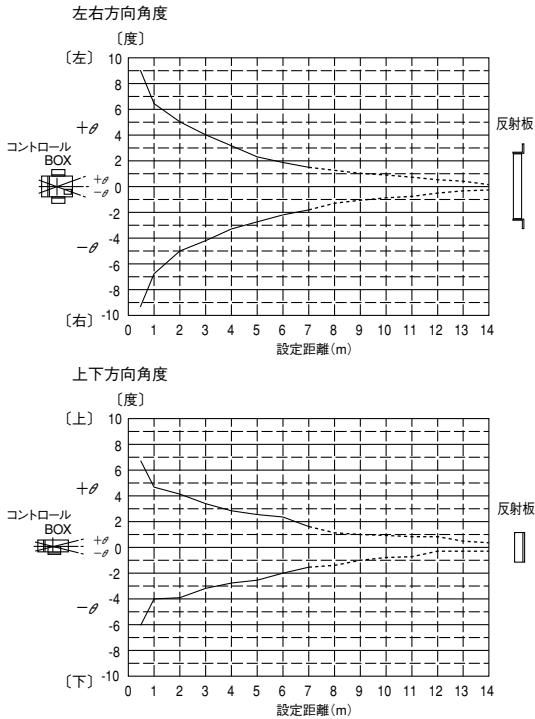 左右方向角度
〔度〕
〔左〕 10
8
6
+θ 4
2
0
-2
-θ -4
-6
-8
〔右〕 -10
コントロール
BOX
+θ
-θ
反射板
0 1 2 3 4 5 6 7 8 9 10 11 12 13 14
設定距離(m)
上下方向角度
〔度〕
〔上〕 10
8
6
+θ 4
2
0
-2
-θ -4
-6
-8
〔下〕 -10
コントロール
BOX
+θ
-θ
反射板
0 1 2 3 4 5 6 7 8 9 10 11 12 13 14
設定距離(m)